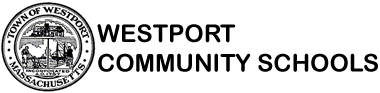 TOWN OF WESTPORT
MASSACHUSETTS.
WESTPORT
COMMUNITY SCHOOLS